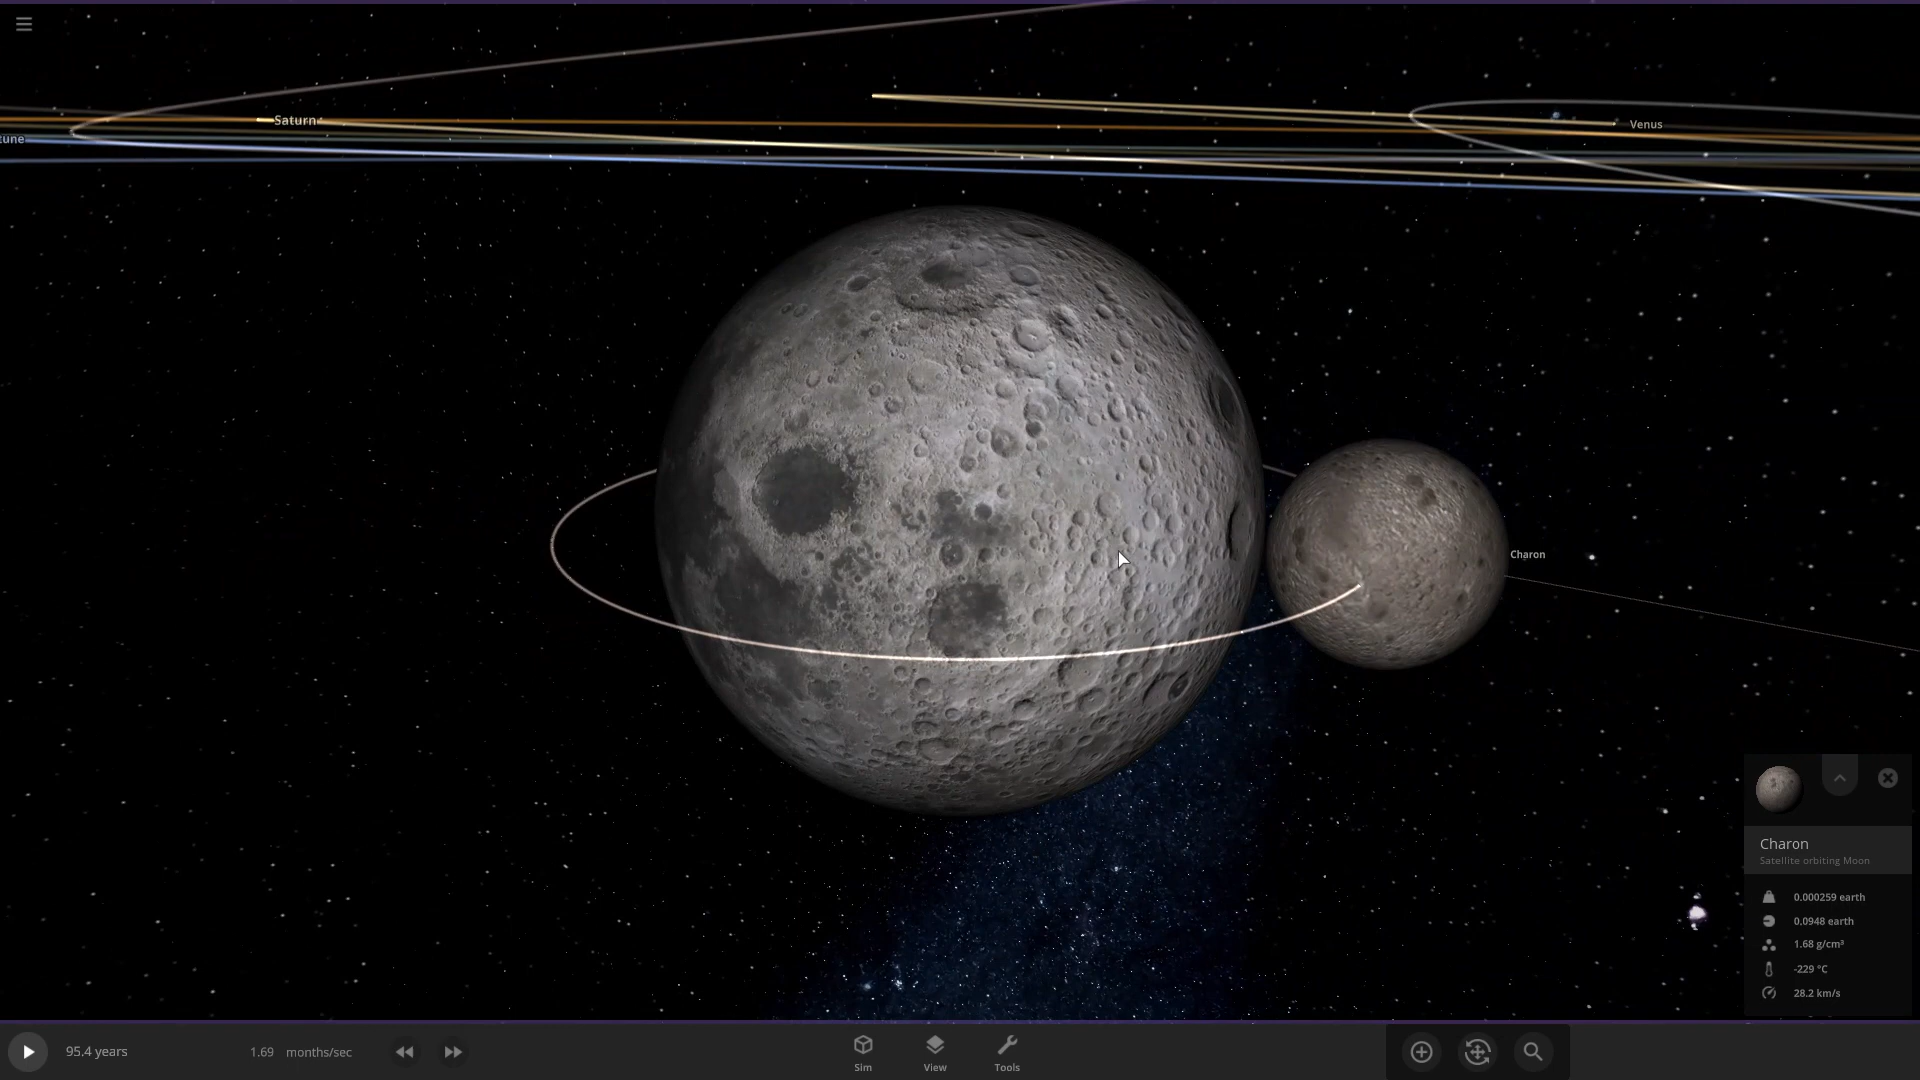 Saturn
Venus
tune
Charon
Charon
Satellite orbiting Moon
0.000259 earth
0.0948 earth
1.68 g/cm³
-229 °C
28.2 km/s
95.4 years
1.69 months/sec
Sim
View
Tools